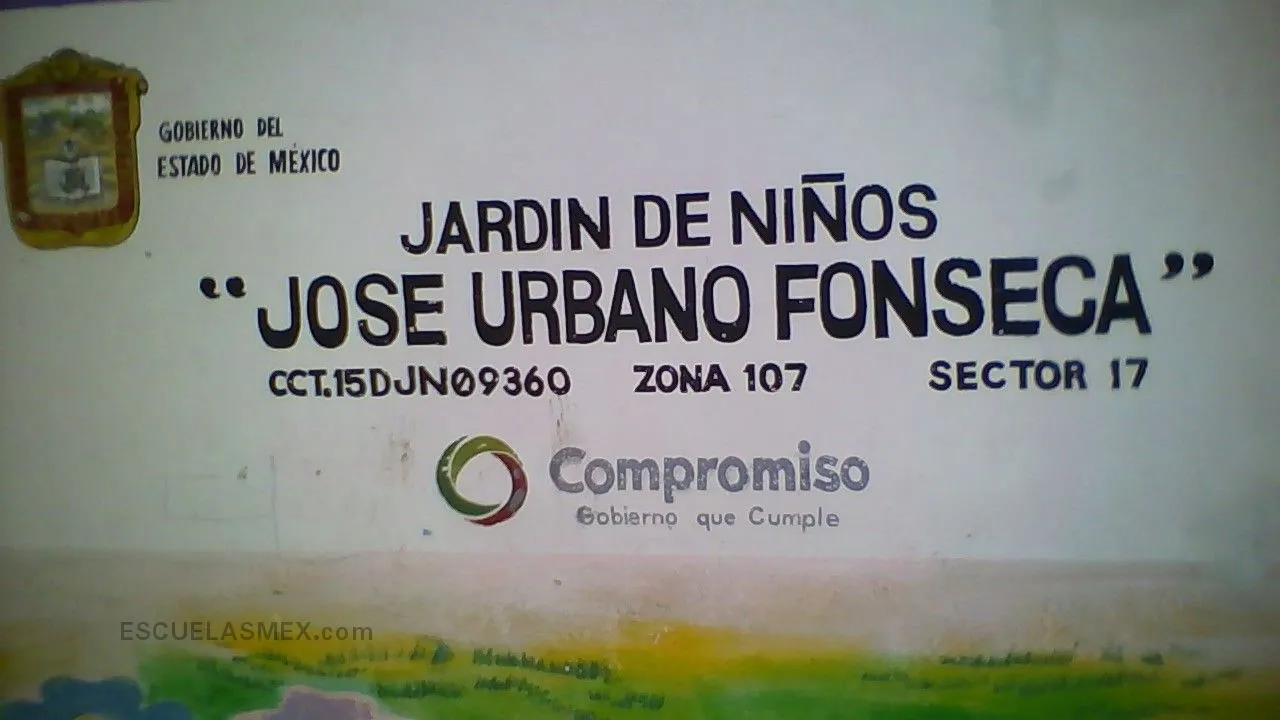 GOBIERNO DEL
ESTADO DE MÉXICO
JARDIN DE NIÑOS
“JOSE URBANO FONSECA”
CCT.15DJN09360 ZONA 107 SECTOR 17
Compromiso
Gobierno que Cumple
ESCUELASMEX.com